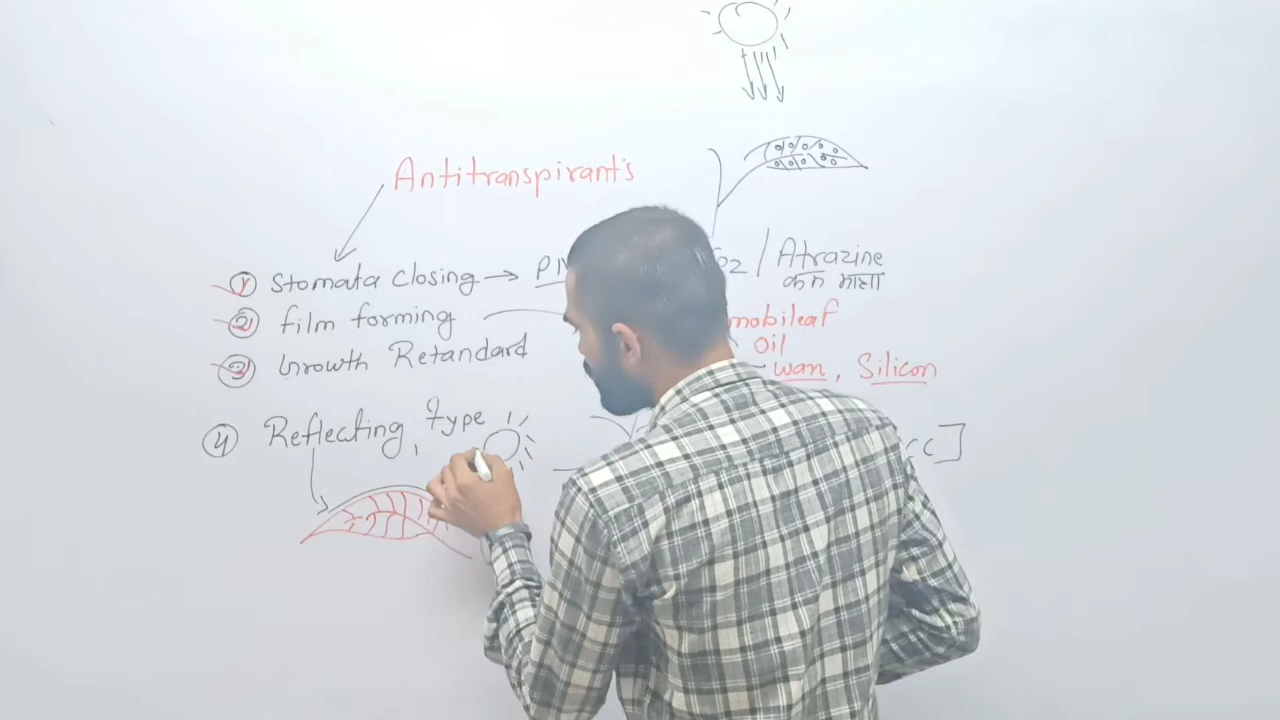 Antitranspirant's
① Stomata Closing → / Atrazine
कम मात्रा
② film forming mobileaf
Oil
③ Growth Retandard wax, Silicon
④ Reflecting type
cc]